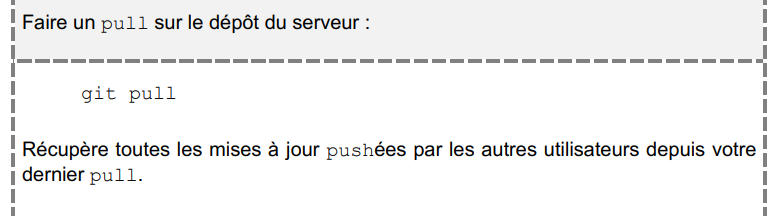 Faire un pull sur le dépôt du serveur :
git pull
Récupère toutes les mises à jour pushées par les autres utilisateurs depuis votre
dernier pull.